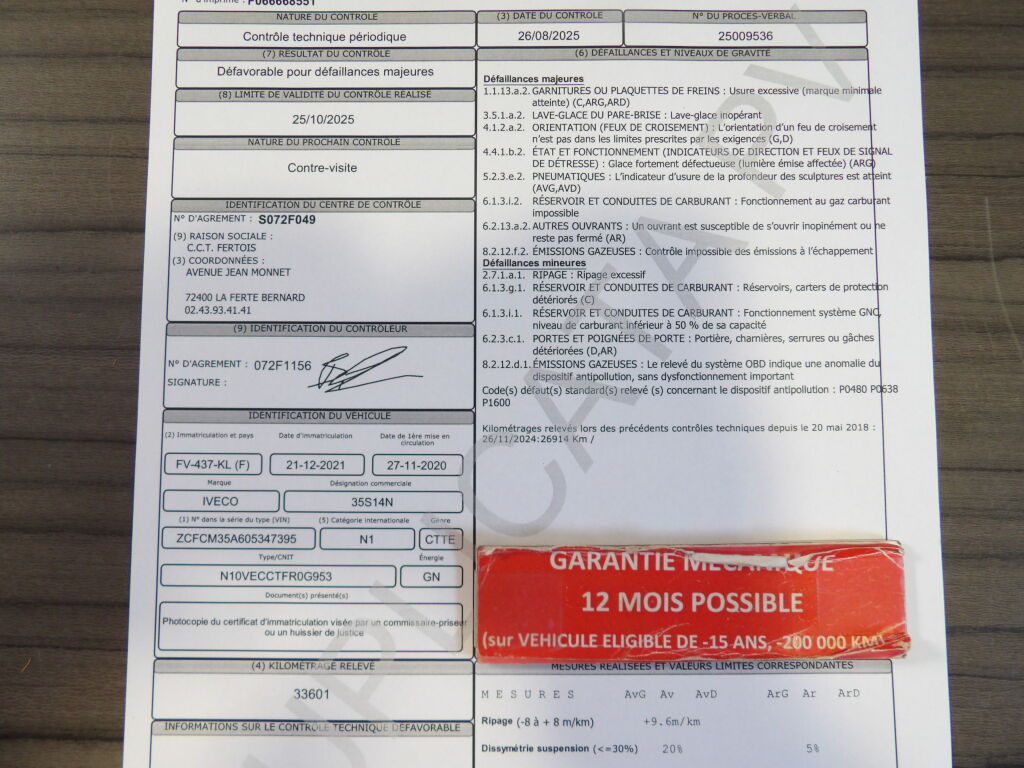 N° d'imprimé : F066668551
NATURE DU CONTRÔLE
Contrôle technique périodique
(3) DATE DU CONTRÔLE
26/08/2025
N° DU PROCES-VERBAL
25009536
(7) RÉSULTAT DU CONTRÔLE
Défavorable pour défaillances majeures
(8) LIMITE DE VALIDITÉ DU CONTRÔLE RÉALISÉ
25/10/2025
NATURE DU PROCHAIN CONTRÔLE
Contre-visite
IDENTIFICATION DU CENTRE DE CONTRÔLE
N° D'AGREMENT : S072F049
(9) RAISON SOCIALE :
C.C.T. FERTOIS
(3) COORDONNÉES :
AVENUE JEAN MONNET
72400 LA FERTE BERNARD
02.43.93.41.41
(9) IDENTIFICATION DU CONTRÔLEUR
N° D'AGREMENT : 072F1156
SIGNATURE :
IDENTIFICATION DU VÉHICULE
(2) Immatriculation et pays
Date d'immatriculation
Date de 1ère mise en
circulation
FV-437-KL (F)
21-12-2021
27-11-2020
Marque
Désignation commerciale
IVECO
35S14N
(1) N° dans la série du type (VIN)
(5) Catégorie internationale
Genre
ZCFCM35A605347395
N1
CTTE
Type/CNIT
Énergie
N10VECCTFR0G953
GN
Document(s) présenté(s)
Photocopie du certificat d'immatriculation visée par un commissaire-priseur
ou un huissier de justice
(4) KILOMÉTRAGE RELEVÉ
33601
INFORMATIONS SUR LE CONTRÔLE TECHNIQUE DÉFAVORABLE
(6) DÉFAILLANCES ET NIVEAUX DE GRAVITÉ
Défaillances majeures
1.1.13.a.2. GARNITURES OU PLAQUETTES DE FREINS : Usure excessive (marque minimale
atteinte) (C,ARG,ARD)
3.5.1.a.2. LAVE-GLACE DU PARE-BRISE : Lave-glace inopérant
4.1.2.a.2. ORIENTATION (FEUX DE CROISEMENT) : L'orientation d'un feu de croisement
n'est pas dans les limites prescrites par les exigences (G,D)
4.4.1.b.2. ÉTAT ET FONCTIONNEMENT (INDICATEURS DE DIRECTION ET FEUX DE SIGNAL
DE DÉTRESSE) : Glace fortement défectueuse (lumière émise affectée) (ARG)
5.2.3.e.2. PNEUMATIQUES : L'indicateur d'usure de la profondeur des sculptures est atteint
(AVG,AVD)
6.1.3.i.2. RÉSERVOIR ET CONDUITES DE CARBURANT : Fonctionnement au gaz carburant
impossible
6.2.13.a.2. AUTRES OUVRANTS : Un ouvrant est susceptible de s'ouvrir inopinément ou ne
reste pas fermé (AR)
8.2.12.f.2. ÉMISSIONS GAZEUSES : Contrôle impossible des émissions à l'échappement
Défaillances mineures
2.7.1.a.1. RIPAGE : Ripage excessif
6.1.3.g.1. RÉSERVOIR ET CONDUITES DE CARBURANT : Réservoirs, carters de protection
détériorés (C)
6.1.3.i.1. RÉSERVOIR ET CONDUITES DE CARBURANT : Fonctionnement système GNC,
niveau de carburant inférieur à 50 % de sa capacité
6.2.3.c.1. PORTES ET POIGNÉES DE PORTE : Portière, charnières, serrures ou gâches
détériorées (D,AR)
8.2.12.d.1. ÉMISSIONS GAZEUSES : Le relevé du système OBD indique une anomalie du
dispositif antipollution, sans dysfonctionnement important
Code(s) défaut(s) standard(s) relevé (s) concernant le dispositif antipollution : P0480 P0638
P1600
Kilométrages relevés lors des précédents contrôles techniques depuis le 20 mai 2018 :
26/11/2024:26914 Km /
GARANTIE MECANIQUE
12 MOIS POSSIBLE
(sur VEHICULE ELIGIBLE DE -15 ANS, -200 000 KM)
MESURES RÉALISÉES ET VALEURS LIMITES CORRESPONDANTES
MESURES AvG Av AvD ArG Ar ArD
Ripage (-8 à + 8 m/km) +9.6m/km
Dissymétrie suspension (<=30%) 20% 5%
DUPLICATA PV